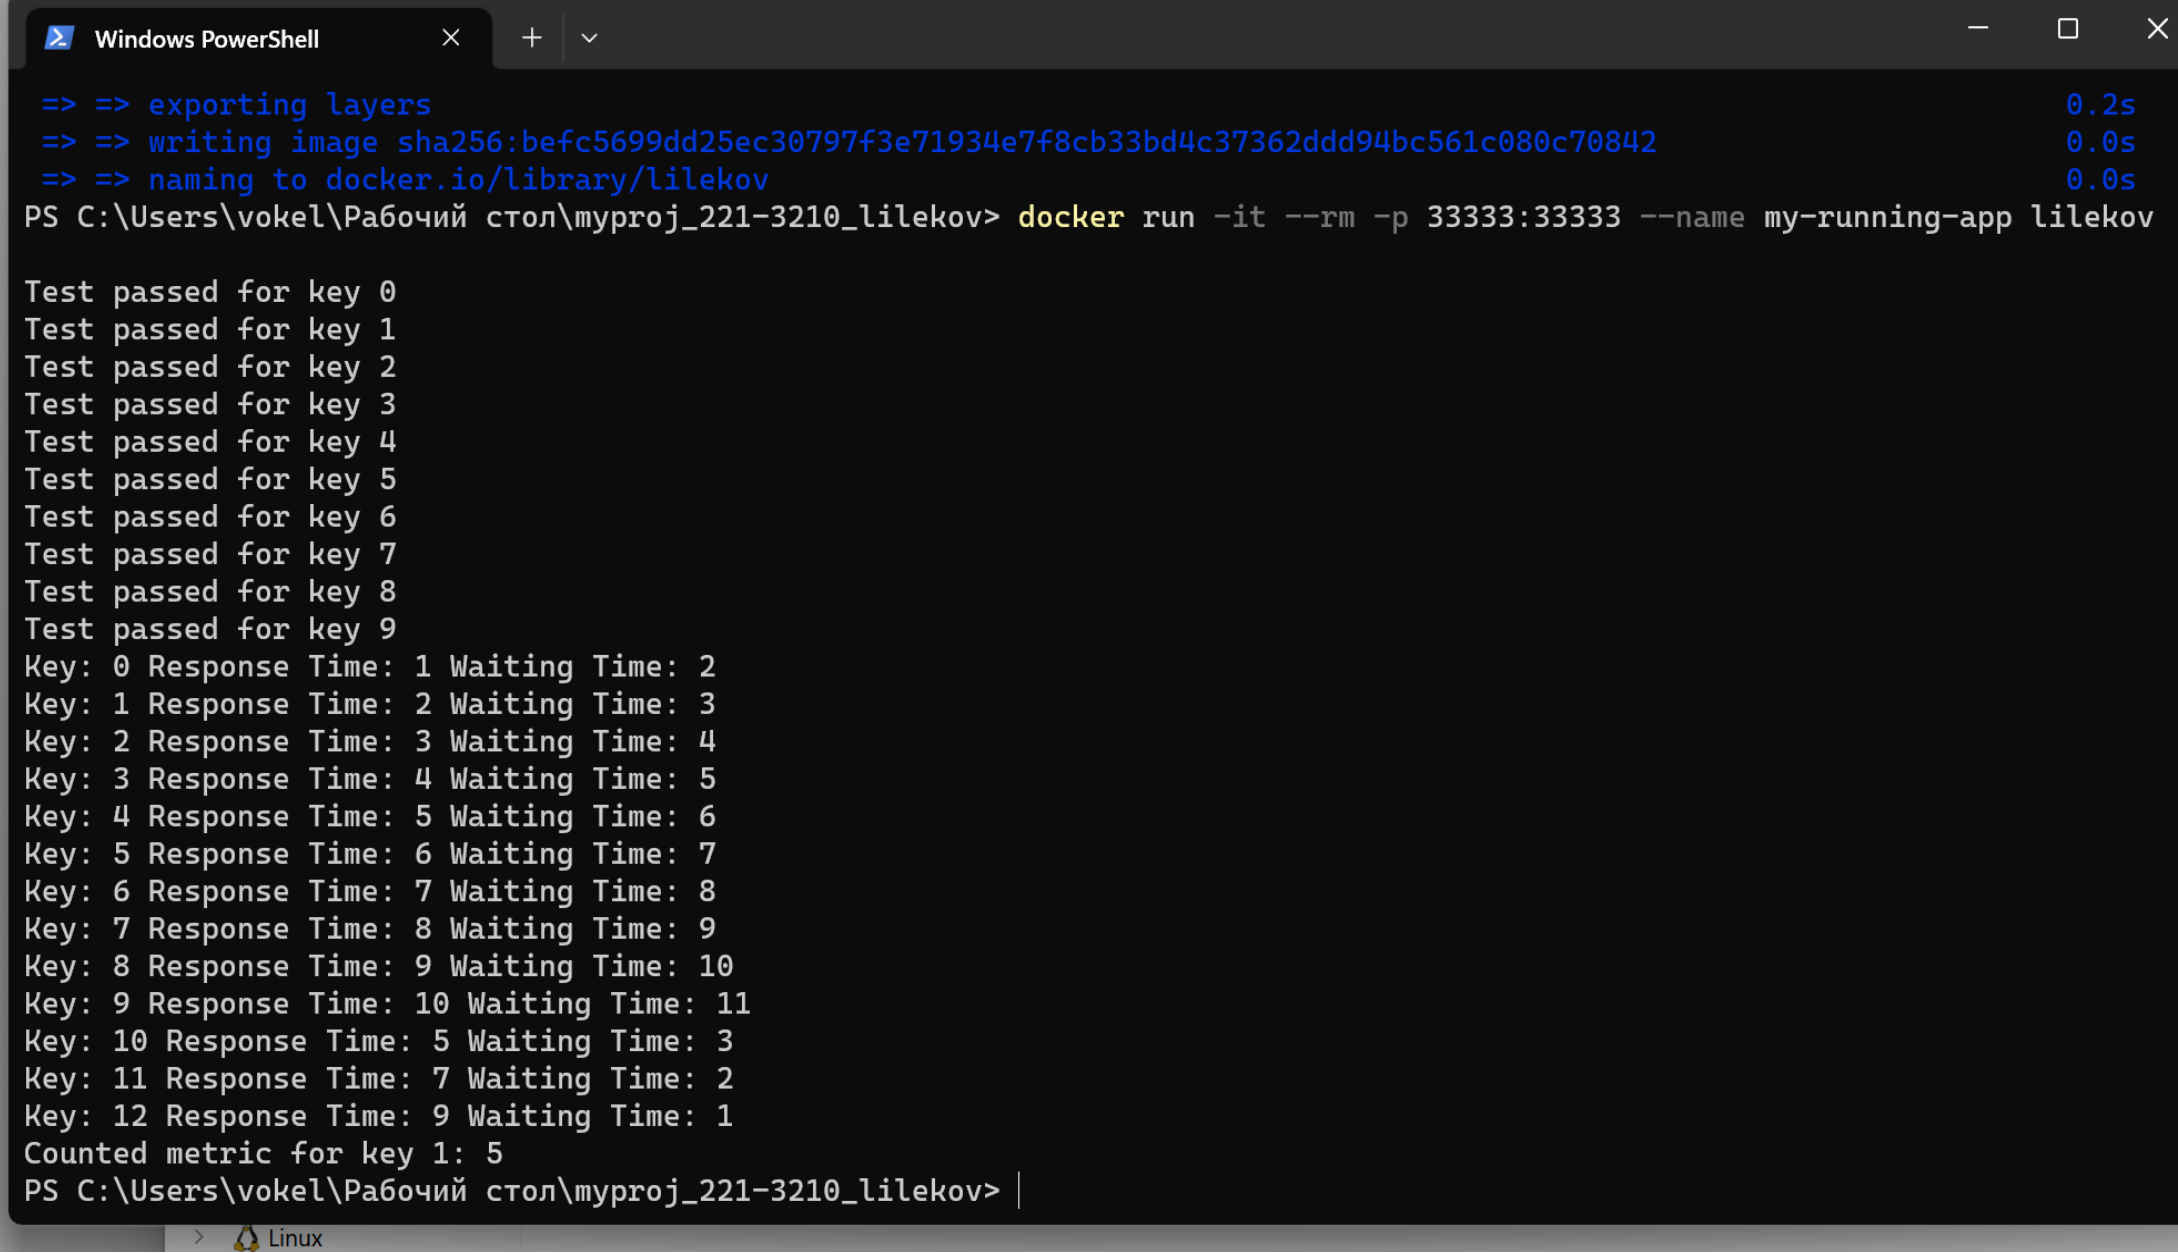 Windows PowerShell
=> => exporting layers 0.2s
=> => writing image sha256:befc5699dd25ec30797f3e71934e7f8cb33bd4c37362ddd94bc561c080c70842 0.0s
=> => naming to docker.io/library/lilekov 0.0s
PS C:\Users\vokel\Рабочий стол\myproj_221-3210_lilekov> docker run -it --rm -p 33333:33333 --name my-running-app lilekov
Test passed for key 0
Test passed for key 1
Test passed for key 2
Test passed for key 3
Test passed for key 4
Test passed for key 5
Test passed for key 6
Test passed for key 7
Test passed for key 8
Test passed for key 9
Key: 0 Response Time: 1 Waiting Time: 2
Key: 1 Response Time: 2 Waiting Time: 3
Key: 2 Response Time: 3 Waiting Time: 4
Key: 3 Response Time: 4 Waiting Time: 5
Key: 4 Response Time: 5 Waiting Time: 6
Key: 5 Response Time: 6 Waiting Time: 7
Key: 6 Response Time: 7 Waiting Time: 8
Key: 7 Response Time: 8 Waiting Time: 9
Key: 8 Response Time: 9 Waiting Time: 10
Key: 9 Response Time: 10 Waiting Time: 11
Key: 10 Response Time: 5 Waiting Time: 3
Key: 11 Response Time: 7 Waiting Time: 2
Key: 12 Response Time: 9 Waiting Time: 1
Counted metric for key 1: 5
PS C:\Users\vokel\Рабочий стол\myproj_221-3210_lilekov>
Linux